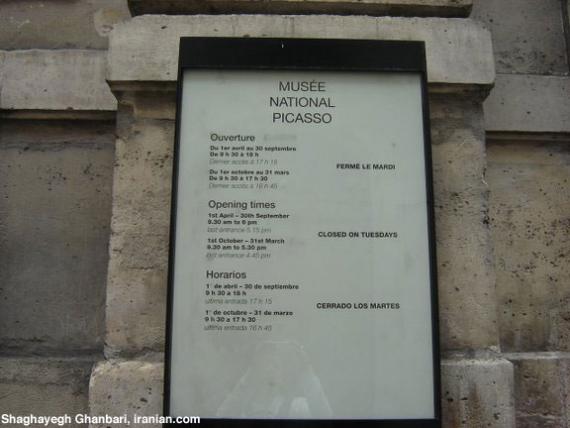 MUSÉE
NATIONAL
PICASSO
Ouverture
Du 1er avril au 30 septembre
De 9 h 30 à 18 h
Dernier accès à 17 h 15
Du 1er octobre au 31 mars
De 9 h 30 à 17 h 30
Dernier accès à 16 h 45
FERMÉ LE MARDI
Opening times
1st April – 30th September
9.30 am to 6 pm
last entrance 5.15 pm
1st October – 31st March
9.30 am to 5.30 pm
last entrance 4.45 pm
CLOSED ON TUESDAYS
Horarios
1° de abril – 30 de septiembre
9 h 30 a 18 h
ultima entrada 17 h 15
1° de octubre – 31 de marzo
9 h 30 a 17 h 30
ultima entrada 16 h 45
CERRADO LOS MARTES
Shaghayegh Ghanbari, iranian.com